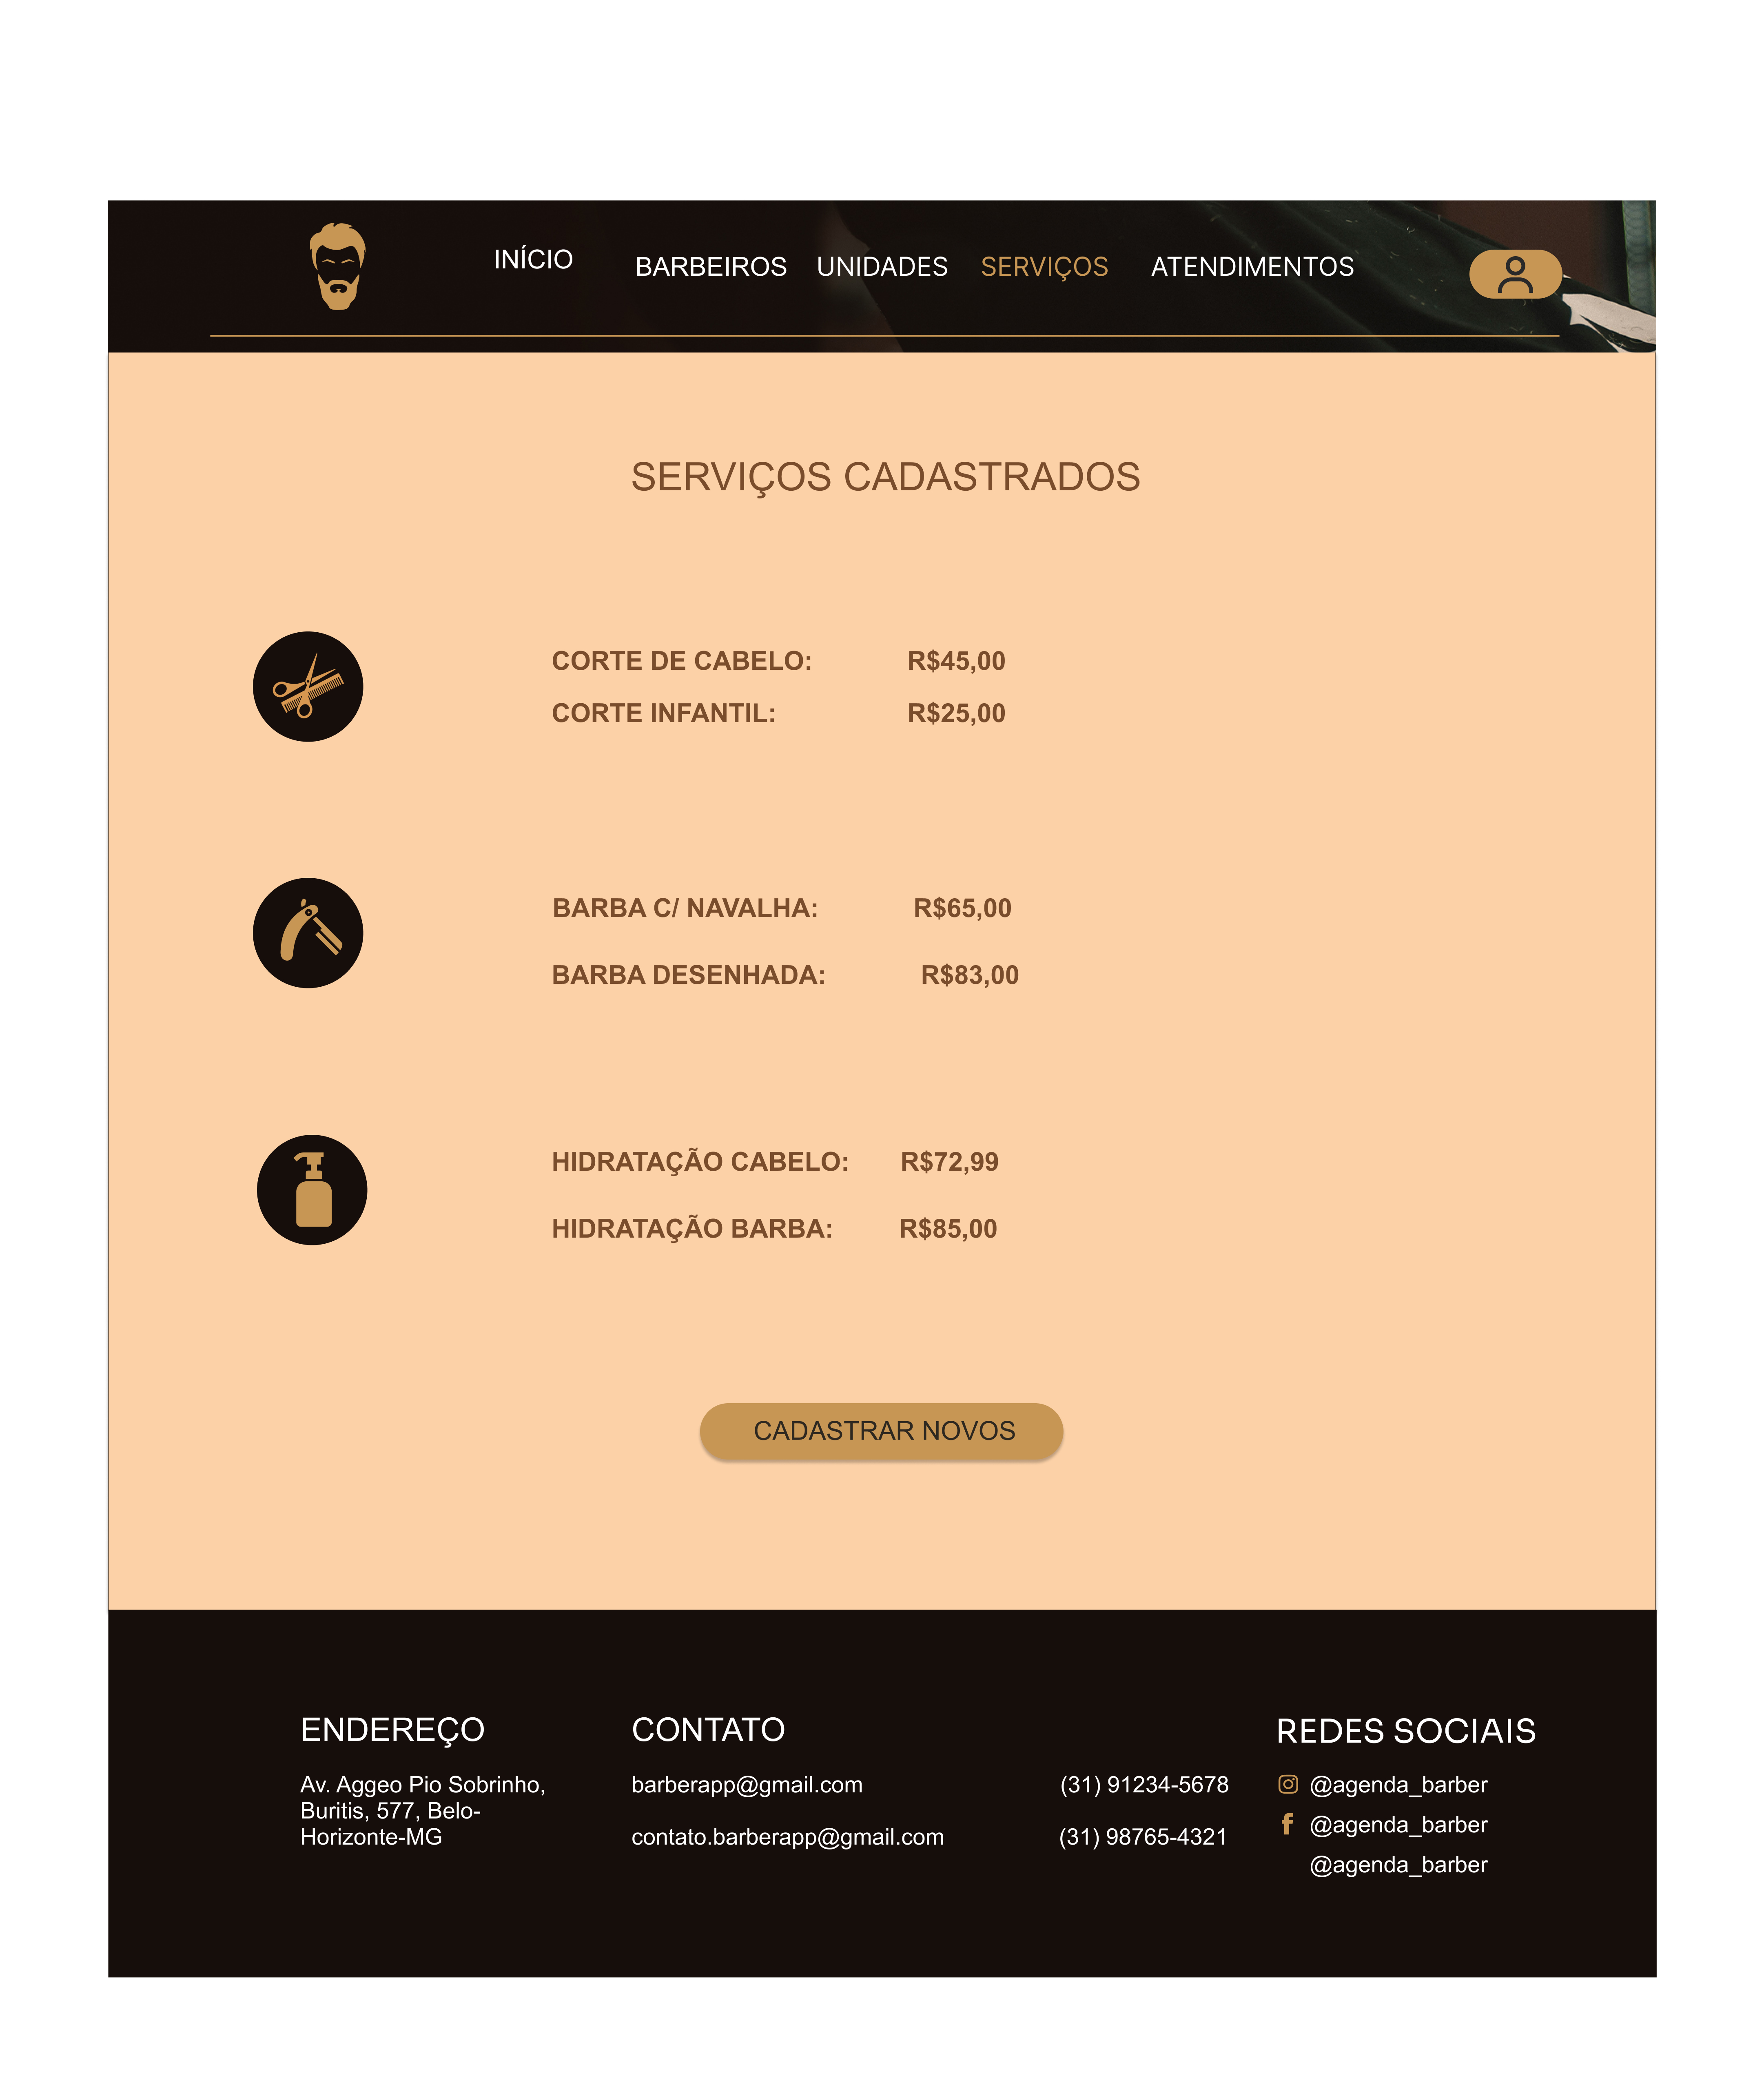 INÍCIO
BARBEIROS
UNIDADES
SERVIÇOS
ATENDIMENTOS
SERVIÇOS CADASTRADOS
CORTE DE CABELO: R$45,00
CORTE INFANTIL: R$25,00
BARBA C/ NAVALHA: R$65,00
BARBA DESENHADA: R$83,00
HIDRATAÇÃO CABELO: R$72,99
HIDRATAÇÃO BARBA: R$85,00
CADASTRAR NOVOS
ENDEREÇO
Av. Aggeo Pio Sobrinho,
Buritis, 577, Belo-
Horizonte-MG
CONTATO
barberapp@gmail.com
contato.barberapp@gmail.com
(31) 91234-5678
(31) 98765-4321
REDES SOCIAIS
@agenda_barber
@agenda_barber
@agenda_barber